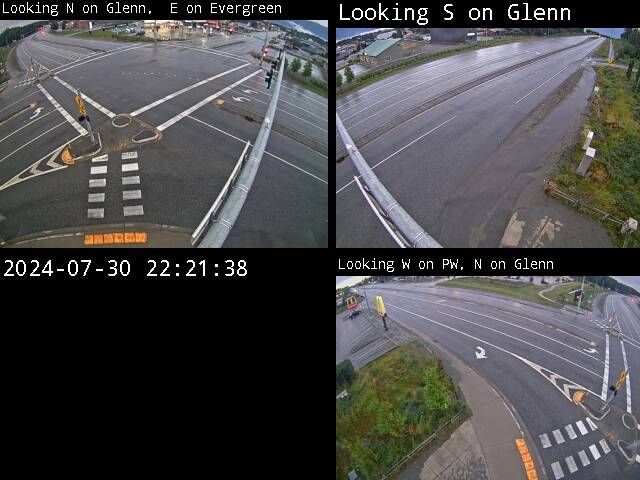 Looking N on Glenn, E on Evergreen
Looking S on Glenn
2024-07-30 22:21:38
Looking W on PW, N on Glenn